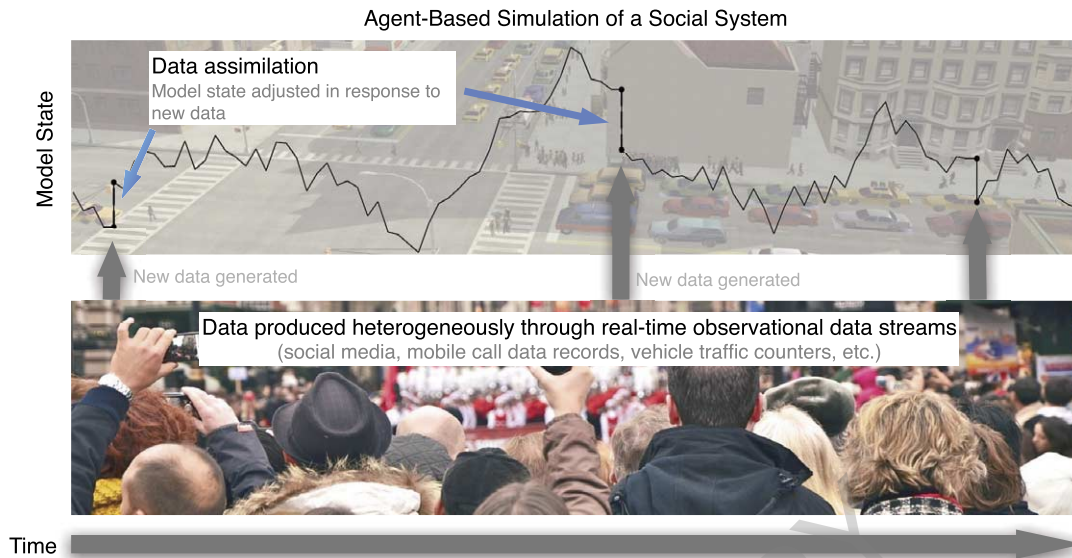 Agent-Based Simulation of a Social System
Data assimilation
Model state adjusted in response to
new data
Model State
New data generated
New data generated
Data produced heterogeneously through real-time observational data streams
(social media, mobile call data records, vehicle traffic counters, etc.)
Time